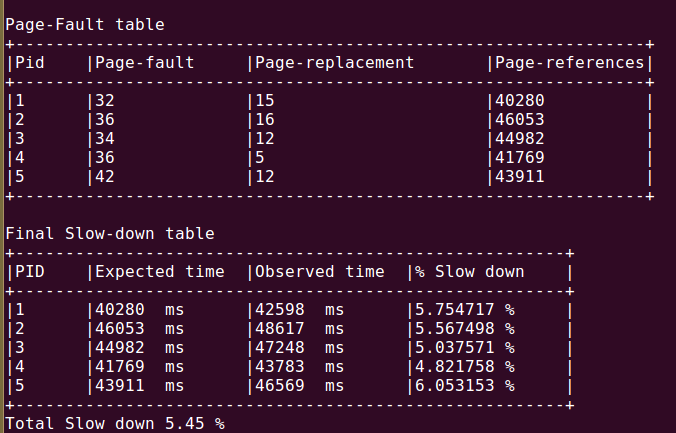 Page-Fault table
+---------------------------------------------------------------+
|Pid    |Page-fault     |Page-replacement       |Page-references|
+---------------------------------------------------------------+
|1      |32             |15                     |40280          |
|2      |36             |16                     |46053          |
|3      |34             |12                     |44982          |
|4      |36             |5                      |41769          |
|5      |42             |12                     |43911          |
+---------------------------------------------------------------+
Final Slow-down table
+-------------------------------------------------------+
|PID    |Expected time  |Observed time  |% Slow down    |
+-------------------------------------------------------+
|1      |40280  ms      |42598  ms      |5.754717 %     |
|2      |46053  ms      |48617  ms      |5.567498 %     |
|3      |44982  ms      |47248  ms      |5.037571 %     |
|4      |41769  ms      |43783  ms      |4.821758 %     |
|5      |43911  ms      |46569  ms      |6.053153 %     |
+-------------------------------------------------------+
Total Slow down 5.45 %